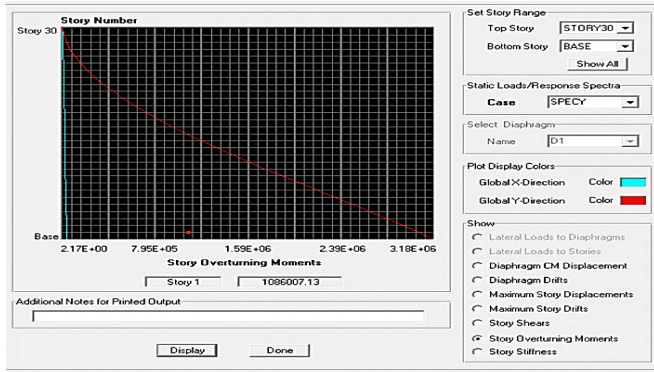 Story Number
Story 30
Base
2.17E+00 7.95E+05 1.59E+06 2.39E+06 3.18E+06
Story Overturning Moments
Story 1 1086007.13
Additional Notes for Printed Output
Display Done
Set Story Range
Top Story STORY30
Bottom Story BASE
Show All
Static Loads/Response Spectra
Case SPECY
Select Diaphragm
Name D1
Plot Display Colors
Global X-Direction Color
Global Y-Direction Color
Show
Lateral Loads to Diaphragms
Lateral Loads to Stories
Diaphragm CM Displacement
Diaphragm Drifts
Maximum Story Displacements
Maximum Story Drifts
Story Shears
Story Overturning Moments
Story Stiffness